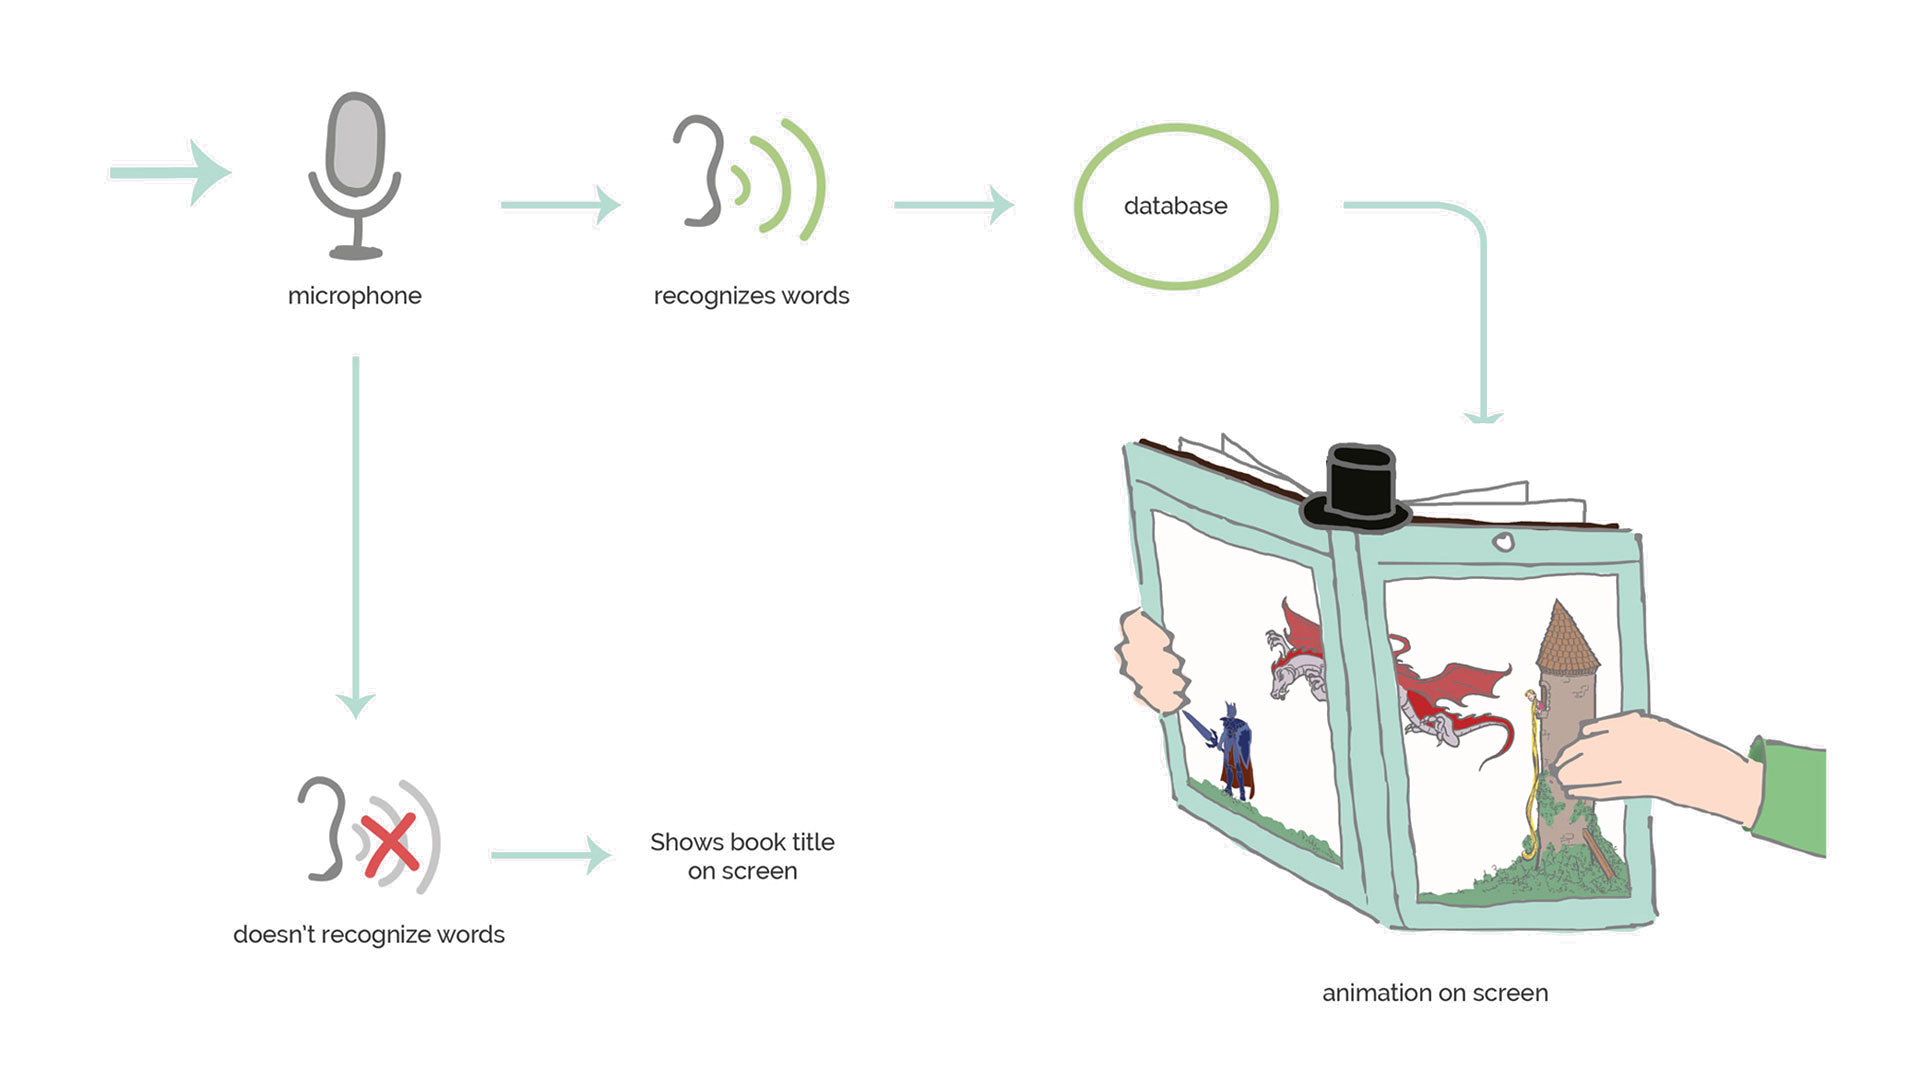 microphone
recognizes words
database
doesn't recognize words
Shows book title
on screen
animation on screen